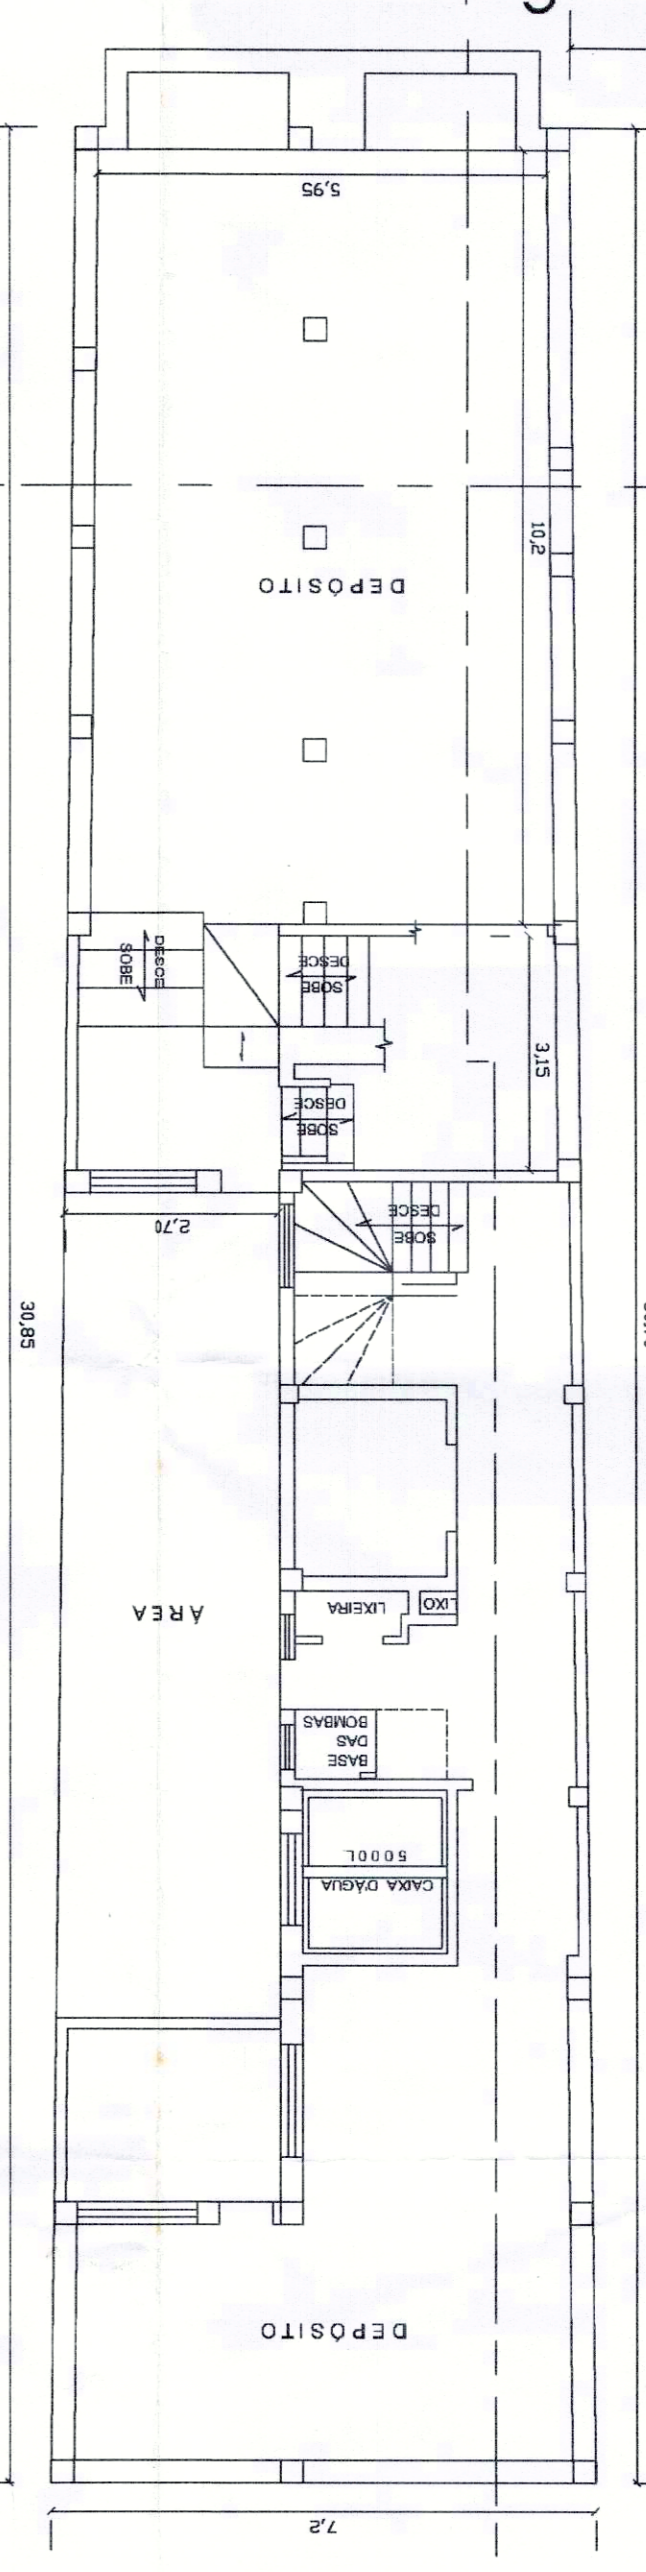 5,95
10,2
DEPÓSITO
DESCE
SOBE
DESCE
SOBE
3,15
DESCE
SOBE
2,70
DESCE
SOBE
30,85
ÁREA
LIXEIRA
LIXO
BASE
DAS
BOMBAS
CAIXA D'ÁGUA
5000L
DEPÓSITO
7,2